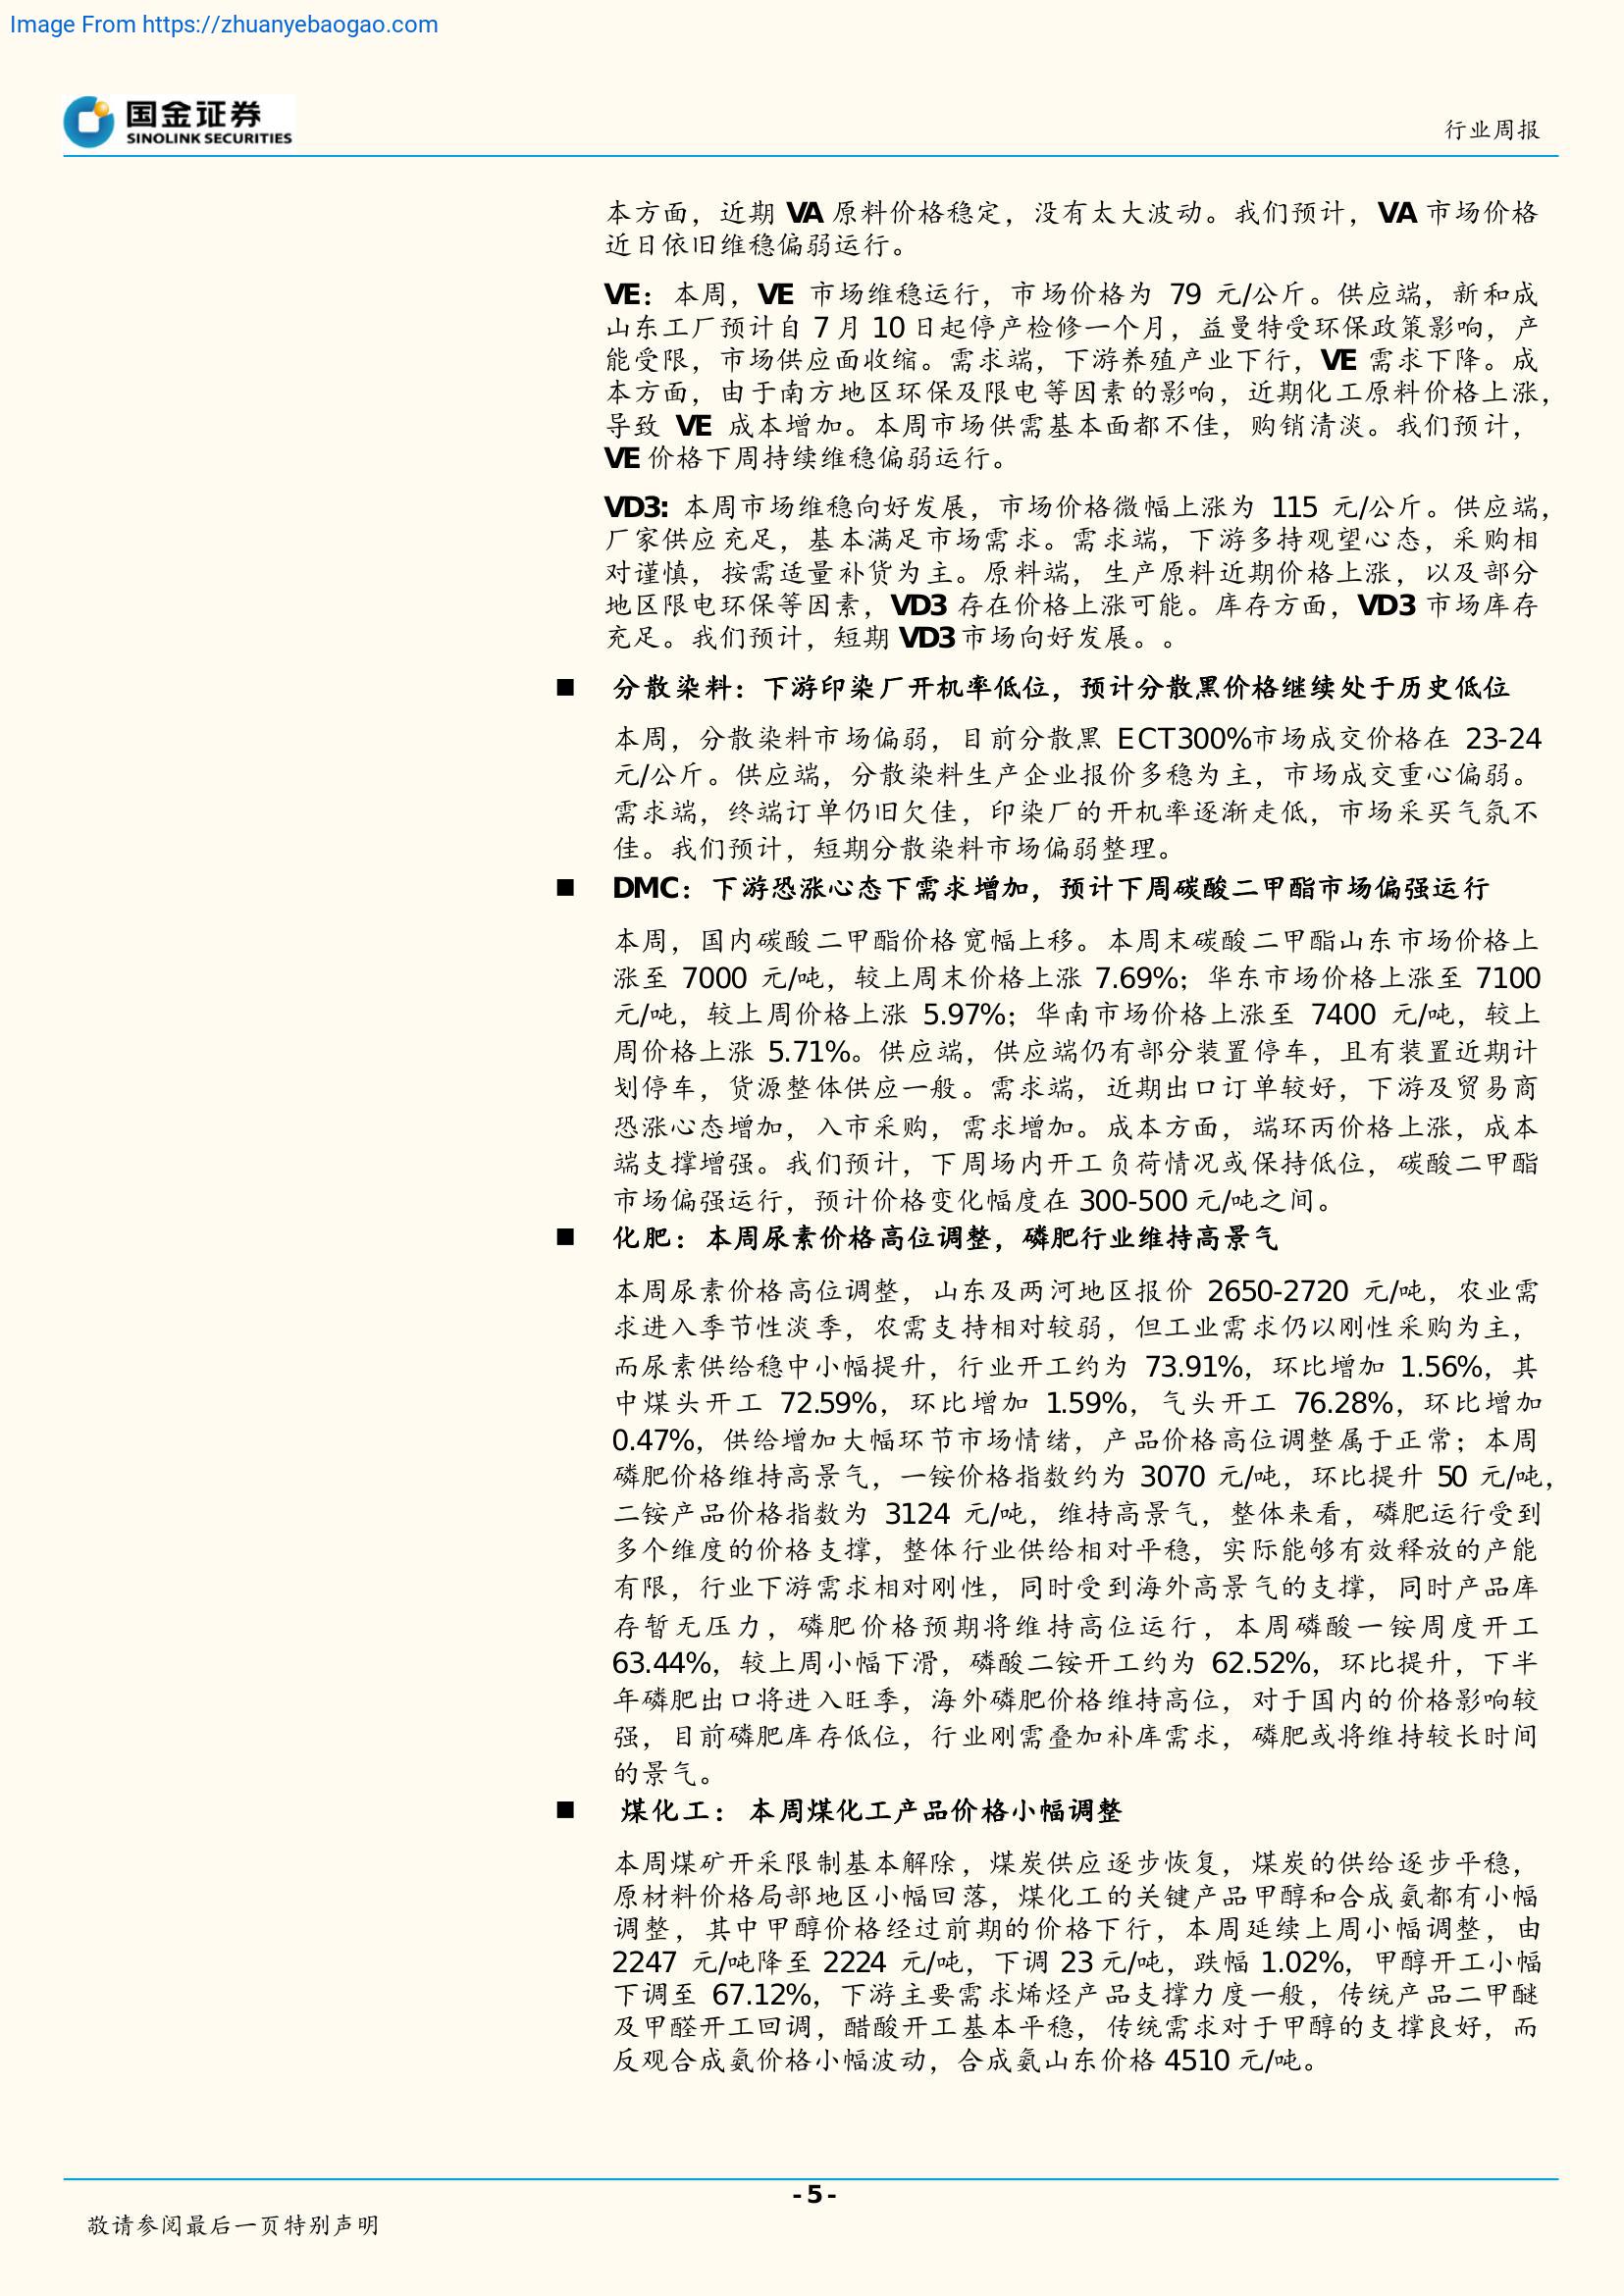 Image From https://zhuanyebaogao.com
国金证券
SINOLINK SECURITIES
行业周报
本方面，近期 VA 原料价格稳定，没有太大波动。我们预计，VA 市场价格
近日依旧维稳偏弱运行。
VE：本周，VE 市场维稳运行，市场价格为 79 元/公斤。供应端，新和成
山东工厂预计自 7 月 10 日起停产检修一个月，益曼特受环保政策影响，产
能受限，市场供应面收缩。需求端，下游养殖产业下行，VE 需求下降。成
本方面，由于南方地区环保及限电等因素的影响，近期化工原料价格上涨，
导致 VE 成本增加。本周市场供需基本面都不佳，购销清淡。我们预计，
VE 价格下周持续维稳偏弱运行。
VD3: 本周市场维稳向好发展，市场价格微幅上涨为 115 元/公斤。供应端，
厂家供应充足，基本满足市场需求。需求端，下游多持观望心态，采购相
对谨慎，按需适量补货为主。原料端，生产原料近期价格上涨，以及部分
地区限电环保等因素，VD3 存在价格上涨可能。库存方面，VD3 市场库存
充足。我们预计，短期 VD3 市场向好发展。。
■ 分散染料：下游印染厂开机率低位，预计分散黑价格继续处于历史低位
本周，分散染料市场偏弱，目前分散黑 ECT300%市场成交价格在 23-24
元/公斤。供应端，分散染料生产企业报价多稳为主，市场成交重心偏弱。
需求端，终端订单仍旧欠佳，印染厂的开机率逐渐走低，市场采买气氛不
佳。我们预计，短期分散染料市场偏弱整理。
■ DMC：下游恐涨心态下需求增加，预计下周碳酸二甲酯市场偏强运行
本周，国内碳酸二甲酯价格宽幅上移。本周末碳酸二甲酯山东市场价格上
涨至 7000 元/吨，较上周末价格上涨 7.69%；华东市场价格上涨至 7100
元/吨，较上周价格上涨 5.97%；华南市场价格上涨至 7400 元/吨，较上
周价格上涨 5.71%。供应端，供应端仍有部分装置停车，且有装置近期计
划停车，货源整体供应一般。需求端，近期出口订单较好，下游及贸易商
恐涨心态增加，入市采购，需求增加。成本方面，端环丙价格上涨，成本
端支撑增强。我们预计，下周场内开工负荷情况或保持低位，碳酸二甲酯
市场偏强运行，预计价格变化幅度在 300-500 元/吨之间。
■ 化肥：本周尿素价格高位调整，磷肥行业维持高景气
本周尿素价格高位调整，山东及两河地区报价 2650-2720 元/吨，农业需
求进入季节性淡季，农需支持相对较弱，但工业需求仍以刚性采购为主，
而尿素供给稳中小幅提升，行业开工约为 73.91%，环比增加 1.56%，其
中煤头开工 72.59%，环比增加 1.59%，气头开工 76.28%，环比增加
0.47%，供给增加大幅环节市场情绪，产品价格高位调整属于正常；本周
磷肥价格维持高景气，一铵价格指数约为 3070 元/吨，环比提升 50 元/吨，
二铵产品价格指数为 3124 元/吨，维持高景气，整体来看，磷肥运行受到
多个维度的价格支撑，整体行业供给相对平稳，实际能够有效释放的产能
有限，行业下游需求相对刚性，同时受到海外高景气的支撑，同时产品库
存暂无压力，磷肥价格预期将维持高位运行，本周磷酸一铵周度开工
63.44%，较上周小幅下滑，磷酸二铵开工约为 62.52%，环比提升，下半
年磷肥出口将进入旺季，海外磷肥价格维持高位，对于国内的价格影响较
强，目前磷肥库存低位，行业刚需叠加补库需求，磷肥或将维持较长时间
的景气。
■ 煤化工： 本周煤化工产品价格小幅调整
本周煤矿开采限制基本解除，煤炭供应逐步恢复，煤炭的供给逐步平稳，
原材料价格局部地区小幅回落，煤化工的关键产品甲醇和合成氨都有小幅
调整，其中甲醇价格经过前期的价格下行，本周延续上周小幅调整，由
2247 元/吨降至 2224 元/吨，下调 23 元/吨，跌幅 1.02%，甲醇开工小幅
下调至 67.12%，下游主要需求烯烃产品支撑力度一般，传统产品二甲醚
及甲醛开工回调，醋酸开工基本平稳，传统需求对于甲醇的支撑良好，而
反观合成氨价格小幅波动，合成氨山东价格 4510 元/吨。
- 5 -
敬请参阅最后一页特别声明